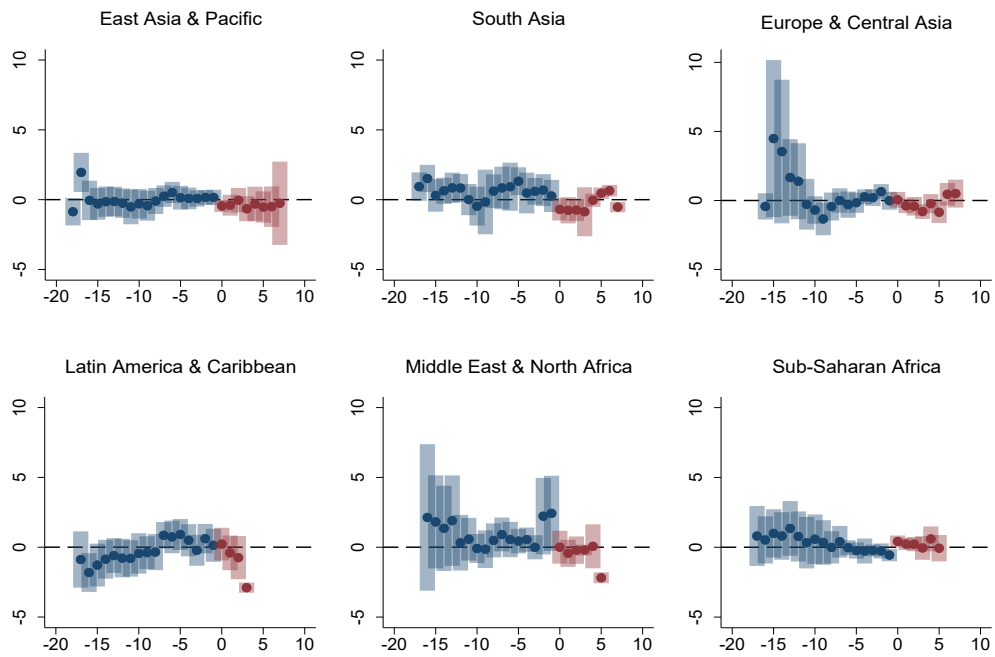 East Asia & Pacific
10
5
0
-5
-20 -15 -10 -5 0 5 10
South Asia
10
5
0
-5
-20 -15 -10 -5 0 5 10
Europe & Central Asia
10
5
0
-5
-20 -15 -10 -5 0 5 10
Latin America & Caribbean
10
5
0
-5
-20 -15 -10 -5 0 5 10
Middle East & North Africa
10
5
0
-5
-20 -15 -10 -5 0 5 10
Sub-Saharan Africa
10
5
0
-5
-20 -15 -10 -5 0 5 10